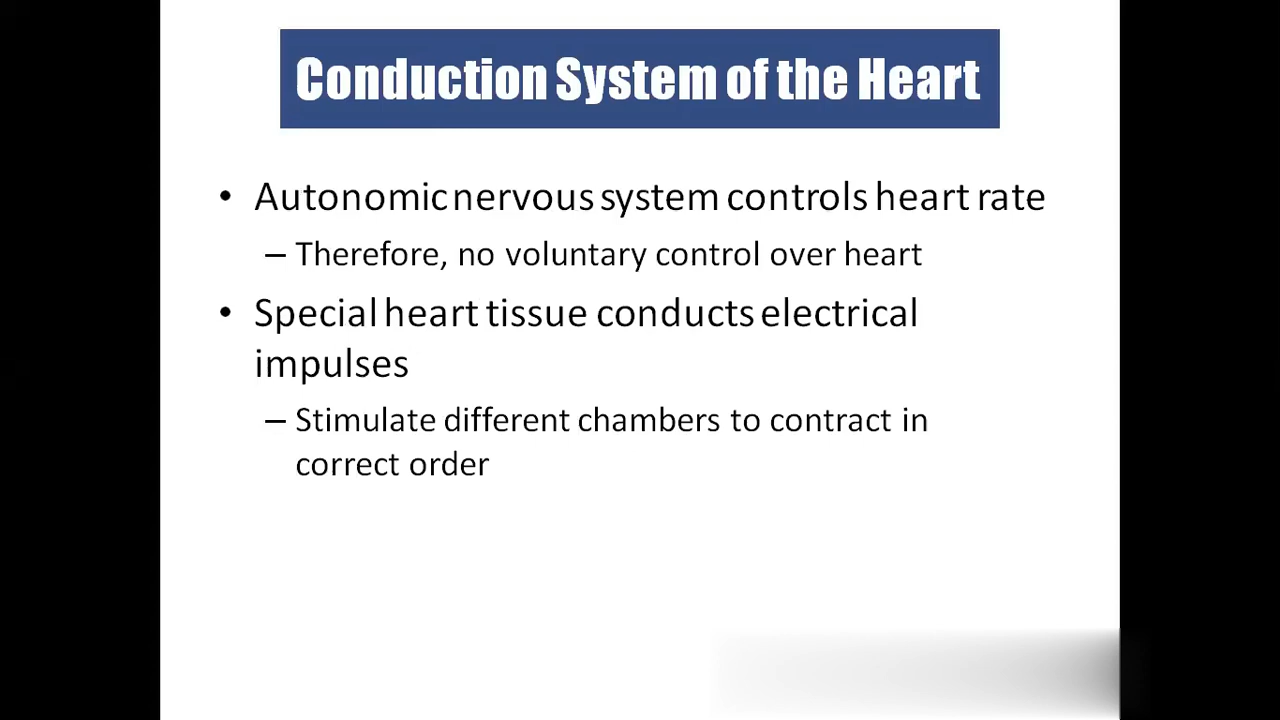 Conduction System of the Heart
• Autonomic nervous system controls heart rate
– Therefore, no voluntary control over heart
• Special heart tissue conducts electrical
impulses
– Stimulate different chambers to contract in
correct order